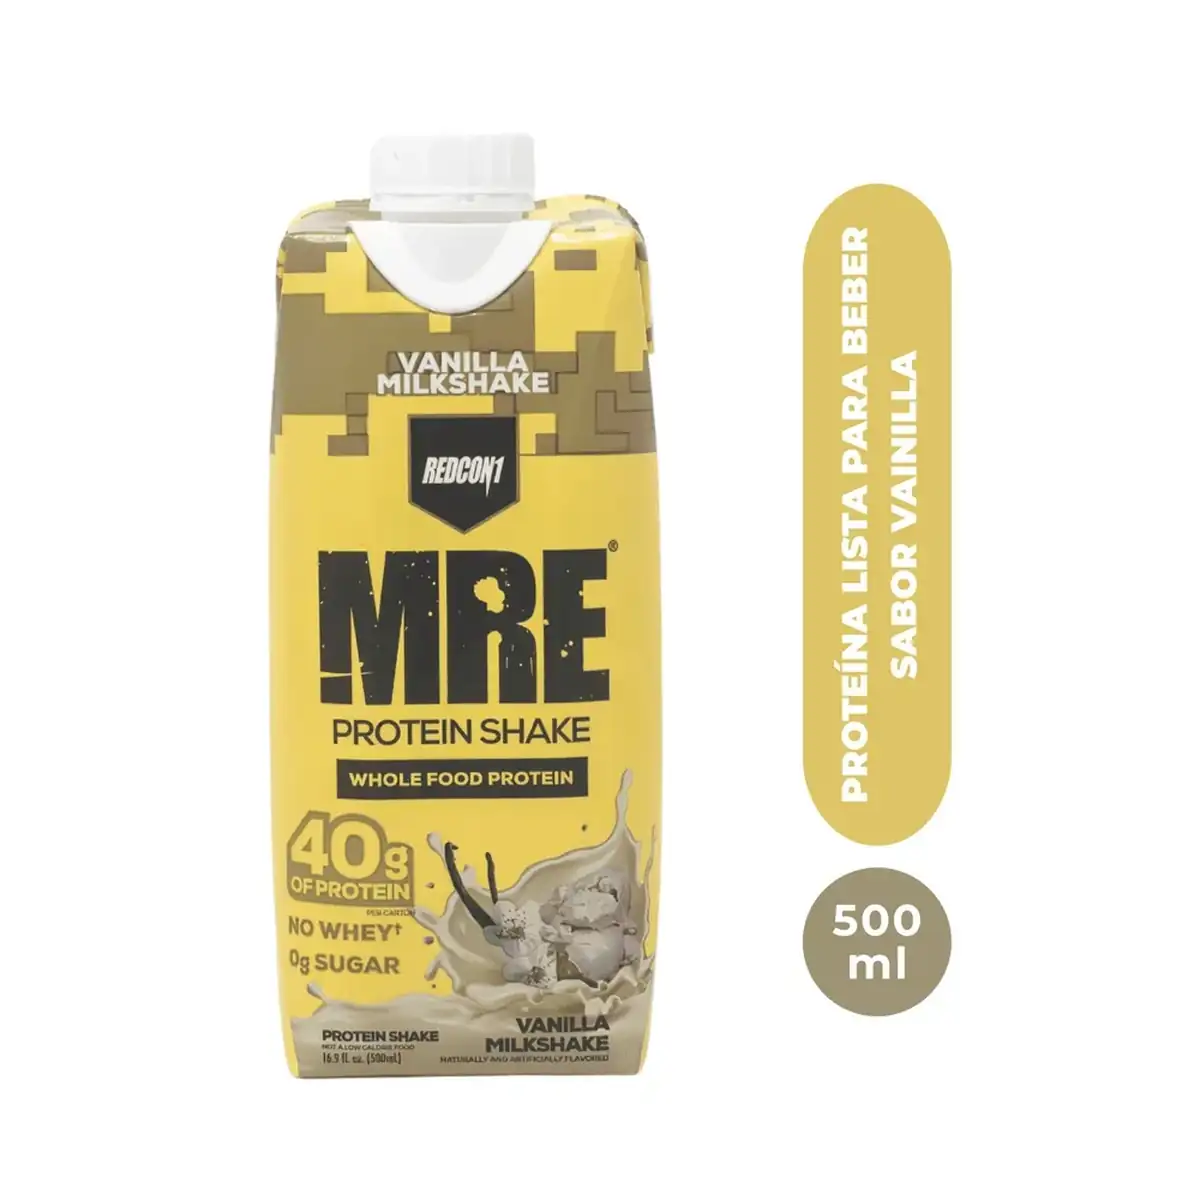 VANILLA
MILKSHAKE
REDCON1
MRE®
PROTEIN SHAKE
WHOLE FOOD PROTEIN
40g
OF PROTEIN
PER CARTON
NO WHEY†
0g SUGAR
PROTEIN SHAKE
NOT A LOW CALORIE FOOD
16.9 fl. oz. (500mL)
VANILLA
MILKSHAKE
NATURALLY AND ARTIFICIALLY FLAVORED
PROTEÍNA LISTA PARA BEBER
SABOR VAINILLA
500
ml